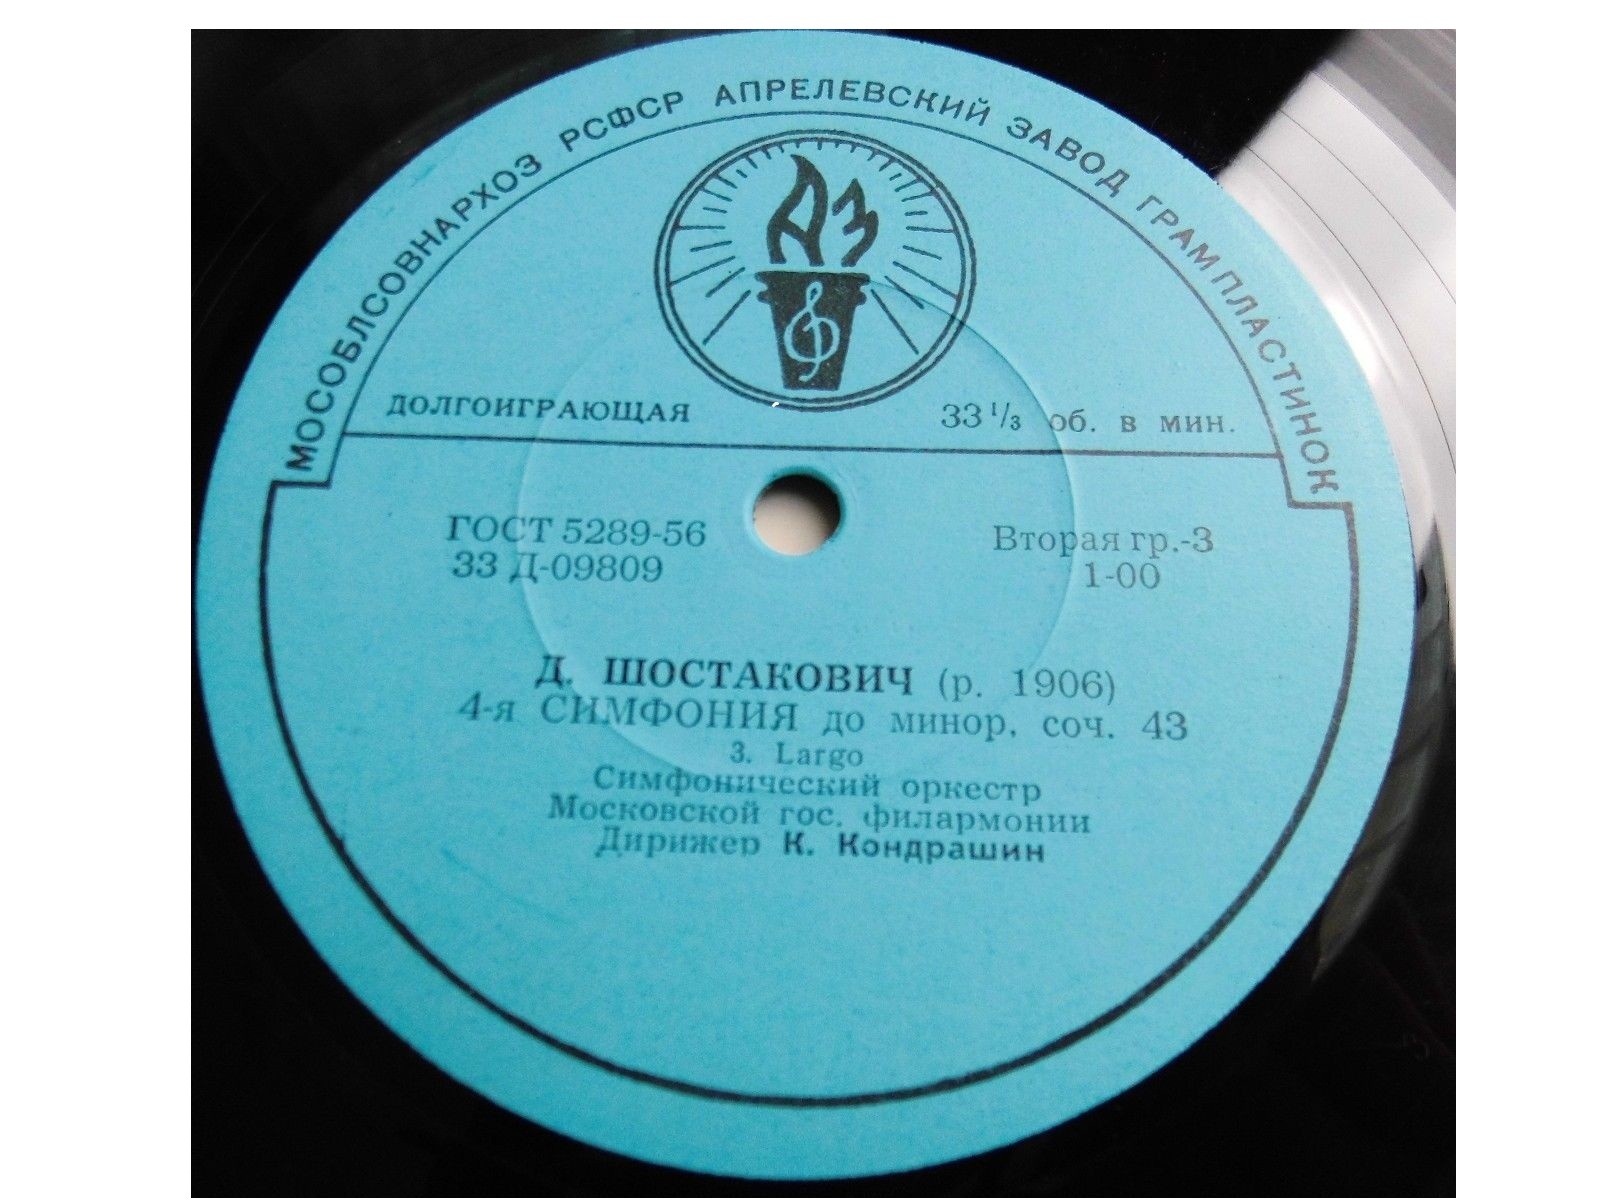 МОСОБЛСОВНАРХОЗ РСФСР АПРЕЛЕВСКИЙ ЗАВОД ГРАМПЛАСТИНОК
АЗ
ДОЛГОИГРАЮЩАЯ 33 1/3 об. в мин.
ГОСТ 5289-56 Вторая гр.-3
33 Д-09809 1-00
Д. ШОСТАКОВИЧ (р. 1906)
4-я СИМФОНИЯ до минор, соч. 43
3. Largo
Симфонический оркестр
Московской гос. филармонии
Дирижер К. Кондрашин